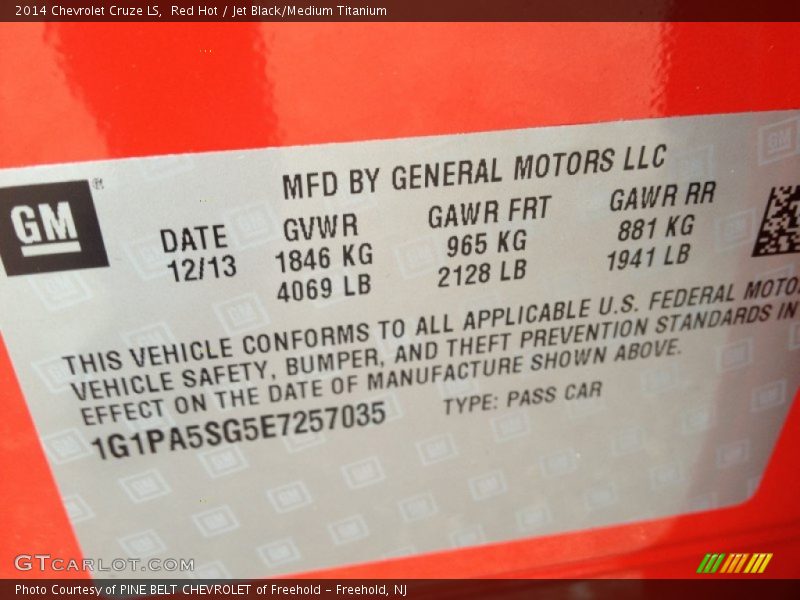 2014 Chevrolet Cruze LS, Red Hot / Jet Black/Medium Titanium
GM®
MFD BY GENERAL MOTORS LLC
DATE GVWR GAWR FRT GAWR RR
12/13 1846 KG 965 KG 881 KG
4069 LB 2128 LB 1941 LB
THIS VEHICLE CONFORMS TO ALL APPLICABLE U.S. FEDERAL MOTO
VEHICLE SAFETY, BUMPER, AND THEFT PREVENTION STANDARDS IN
EFFECT ON THE DATE OF MANUFACTURE SHOWN ABOVE.
1G1PA5SG5E7257035 TYPE: PASS CAR
GTCARLOT.COM
Photo Courtesy of PINE BELT CHEVROLET of Freehold - Freehold, NJ